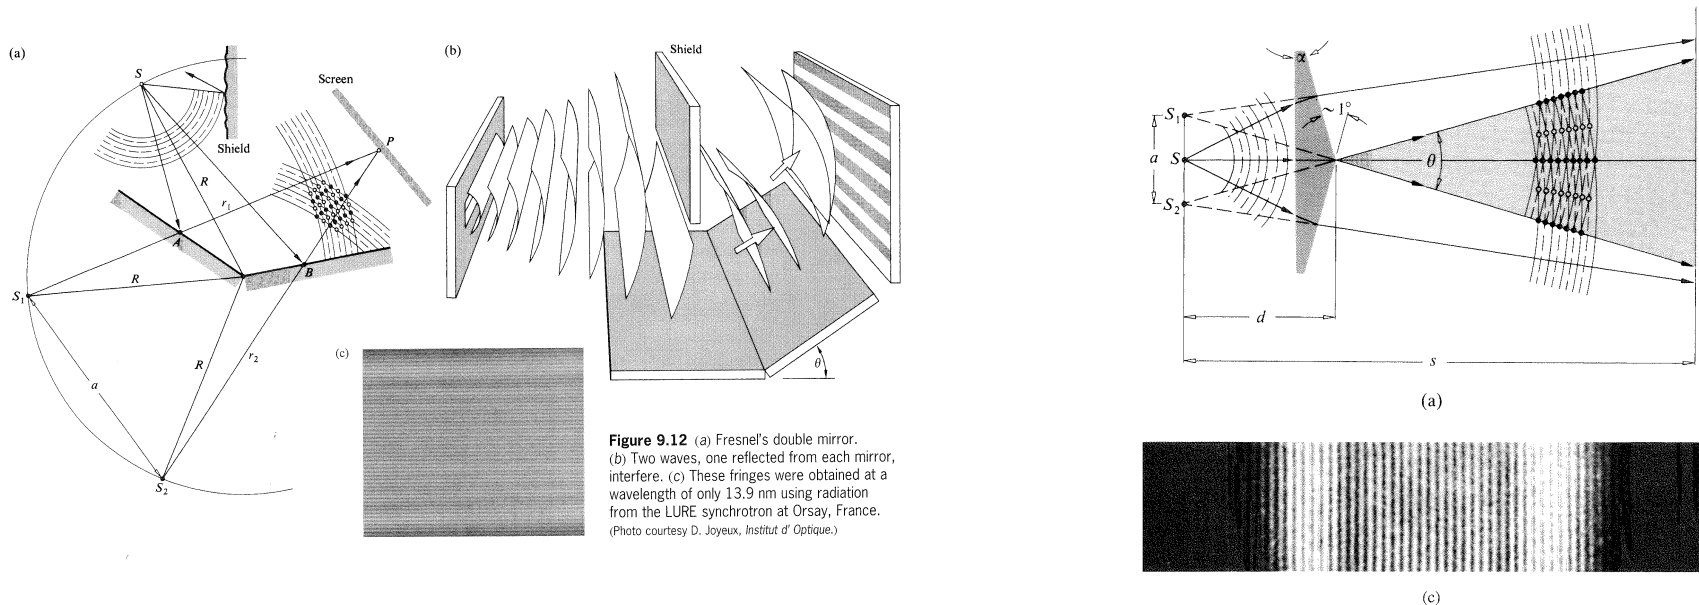 (a)
S
Shield
Screen
P
R
r₁
A
B
R
S₁
a
R
r₂
S₂
(b)
Shield
θ
(c)
Figure 9.12 (a) Fresnel's double mirror.
(b) Two waves, one reflected from each mirror,
interfere. (c) These fringes were obtained at a
wavelength of only 13.9 nm using radiation
from the LURE synchrotron at Orsay, France.
(Photo courtesy D. Joyeux, Institut d' Optique.)
α
~1°
S₁
a
S
S₂
θ
d
s
(a)
(c)